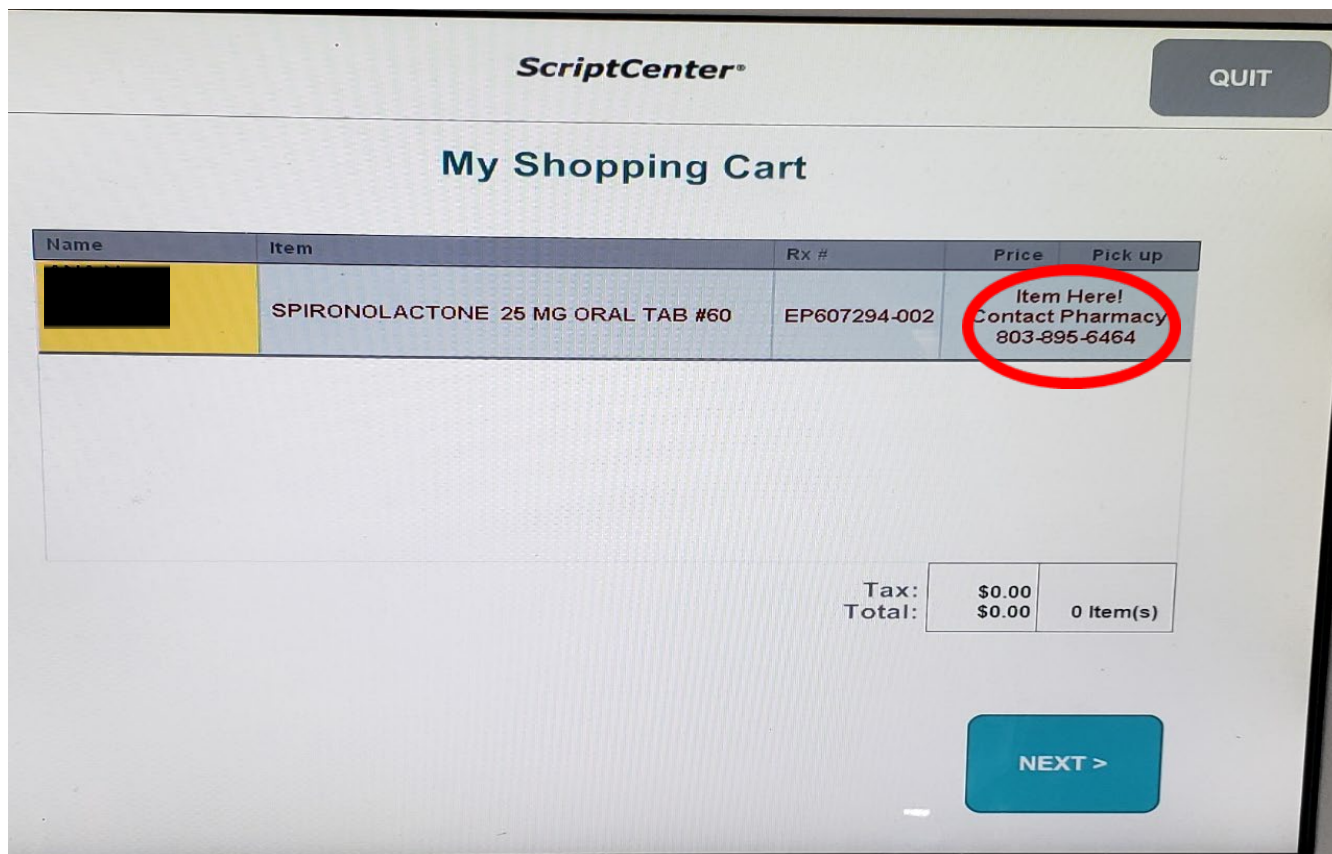 ScriptCenter®
QUIT
My Shopping Cart
Name Item Rx # Price Pick up
SPIRONOLACTONE 25 MG ORAL TAB #60 EP607294-002 Item Here!
Contact Pharmacy
803-895-6464
Tax: $0.00
Total: $0.00 0 Item(s)
NEXT >